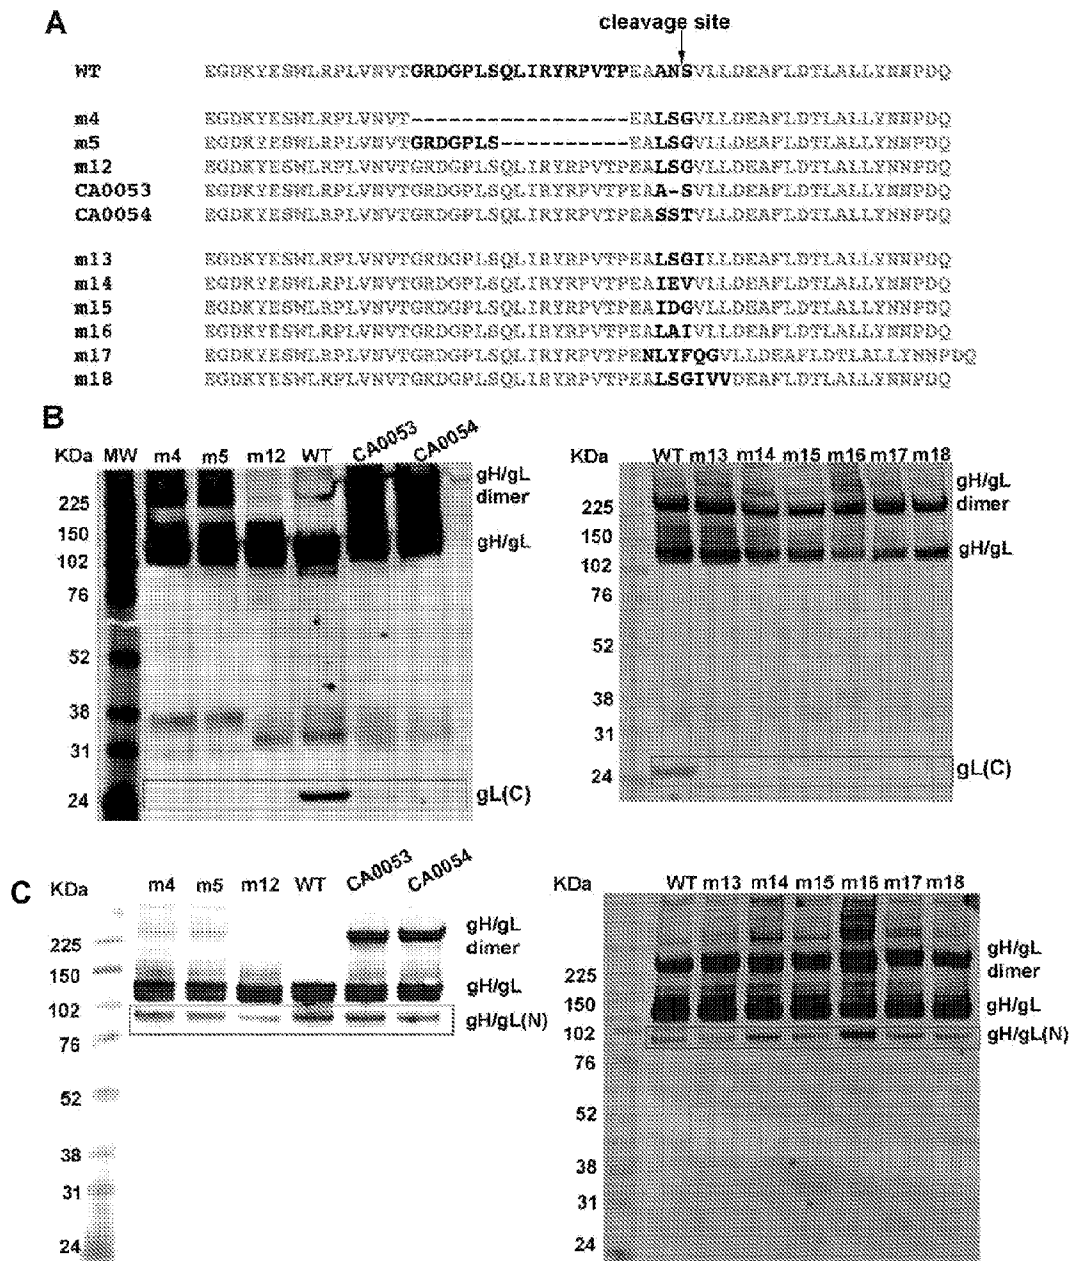 A
cleavage site
WT EGDKYESWLRPLVNVTGRDGPLSQLIRYRPVTPEAANSVLLDEAFLDTLALLYNNPDQ
m4 EGDKYESWLRPLVNVT-----------------EALSGVLLDEAFLDTLALLYNNPDQ
m5 EGDKYESWLRPLVNVTGRDGPLS----------EALSGVLLDEAFLDTLALLYNNPDQ
m12 EGDKYESWLRPLVNVTGRDGPLSQLIRYRPVTPEALSGVLLDEAFLDTLALLYNNPDQ
CA0053 EGDKYESWLRPLVNVTGRDGPLSQLIRYRPVTPEAA-SVLLDEAFLDTLALLYNNPDQ
CA0054 EGDKYESWLRPLVNVTGRDGPLSQLIRYRPVTPEASSTVLLDEAFLDTLALLYNNPDQ
m13 EGDKYESWLRPLVNVTGRDGPLSQLIRYRPVTPEALSGILLDEAFLDTLALLYNNPDQ
m14 EGDKYESWLRPLVNVTGRDGPLSQLIRYRPVTPEAIEVVLLDEAFLDTLALLYNNPDQ
m15 EGDKYESWLRPLVNVTGRDGPLSQLIRYRPVTPEAIDGVLLDEAFLDTLALLYNNPDQ
m16 EGDKYESWLRPLVNVTGRDGPLSQLIRYRPVTPEALAIVLLDEAFLDTLALLYNNPDQ
m17 EGDKYESWLRPLVNVTGRDGPLSQLIRYRPVTPENLYFQGVLLDEAFLDTLALLYNNPDQ
m18 EGDKYESWLRPLVNVTGRDGPLSQLIRYRPVTPEALSGIVVDEAFLDTLALLYNNPDQ
B
KDa MW m4 m5 m12 WT CA0053 CA0054
225
150
102
76
52
38
31
24
gH/gL
dimer
gH/gL
gL(C)
KDa WT m13 m14 m15 m16 m17 m18
225
150
102
76
52
38
31
24
gH/gL
dimer
gH/gL
gL(C)
C
KDa m4 m5 m12 WT CA0053 CA0054
225
150
102
76
52
38
31
24
gH/gL
dimer
gH/gL
gH/gL(N)
KDa WT m13 m14 m15 m16 m17 m18
225
150
102
76
52
38
31
24
gH/gL
dimer
gH/gL
gH/gL(N)